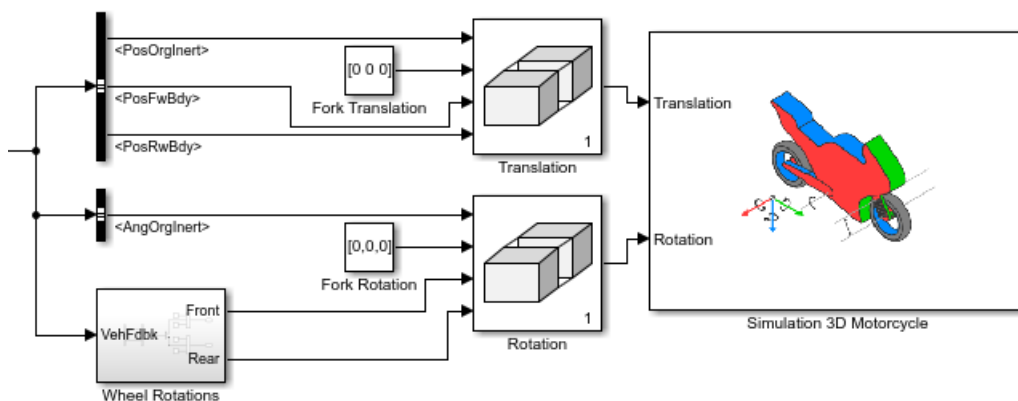 <PosOrgInert>
[0 0 0]
Fork Translation
<PosFwBdy>
<PosRwBdy>
1
Translation
Translation
Rotation
Simulation 3D Motorcycle
<AngOrgInert>
[0,0,0]
Fork Rotation
1
Rotation
VehFdbk
Front
Rear
Wheel Rotations